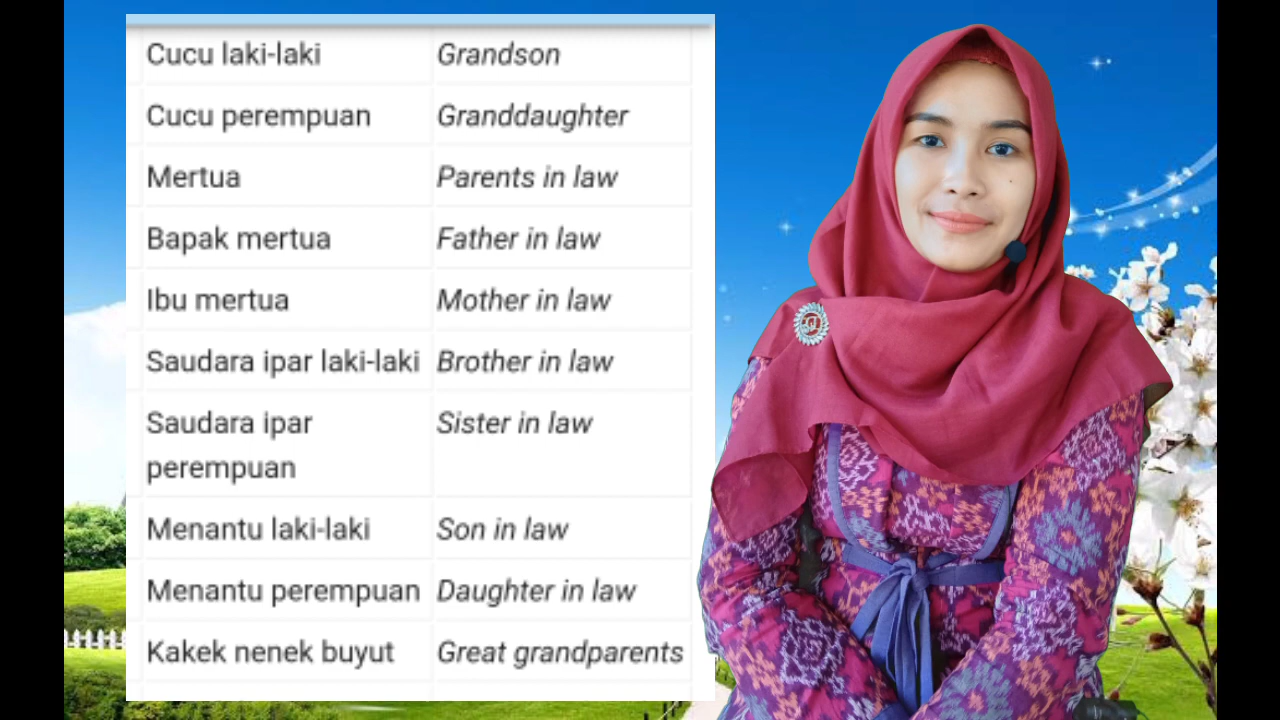 Cucu laki-laki Grandson
Cucu perempuan Granddaughter
Mertua Parents in law
Bapak mertua Father in law
Ibu mertua Mother in law
Saudara ipar laki-laki Brother in law
Saudara ipar Sister in law
perempuan
Menantu laki-laki Son in law
Menantu perempuan Daughter in law
Kakek nenek buyut Great grandparents